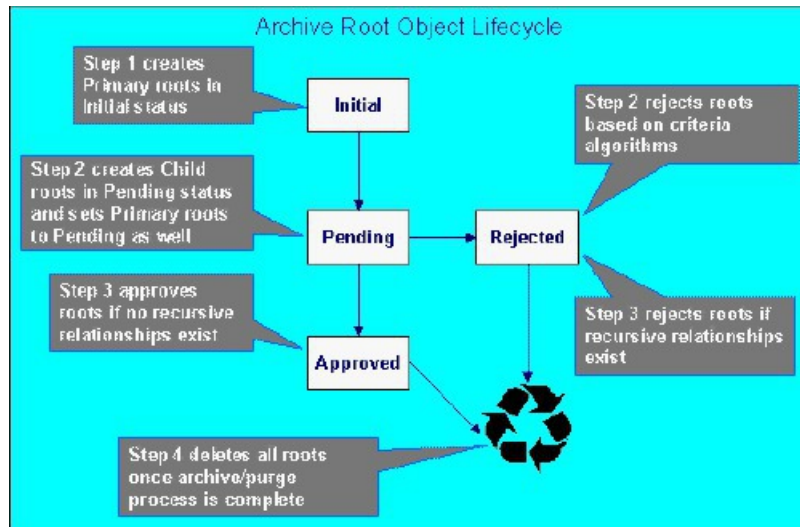 Archive Root Object Lifecycle
Step 1 creates
Primary roots in
Initial status
Initial
Step 2 rejects roots
based on criteria
algorithms
Step 2 creates Child
roots in Pending status
and sets Primary roots
to Pending as well
Pending
Rejected
Step 3 approves
roots if no recursive
relationships exist
Step 3 rejects roots if
recursive relationships
exist
Approved
Step 4 deletes all roots
once archive/purge
process is complete